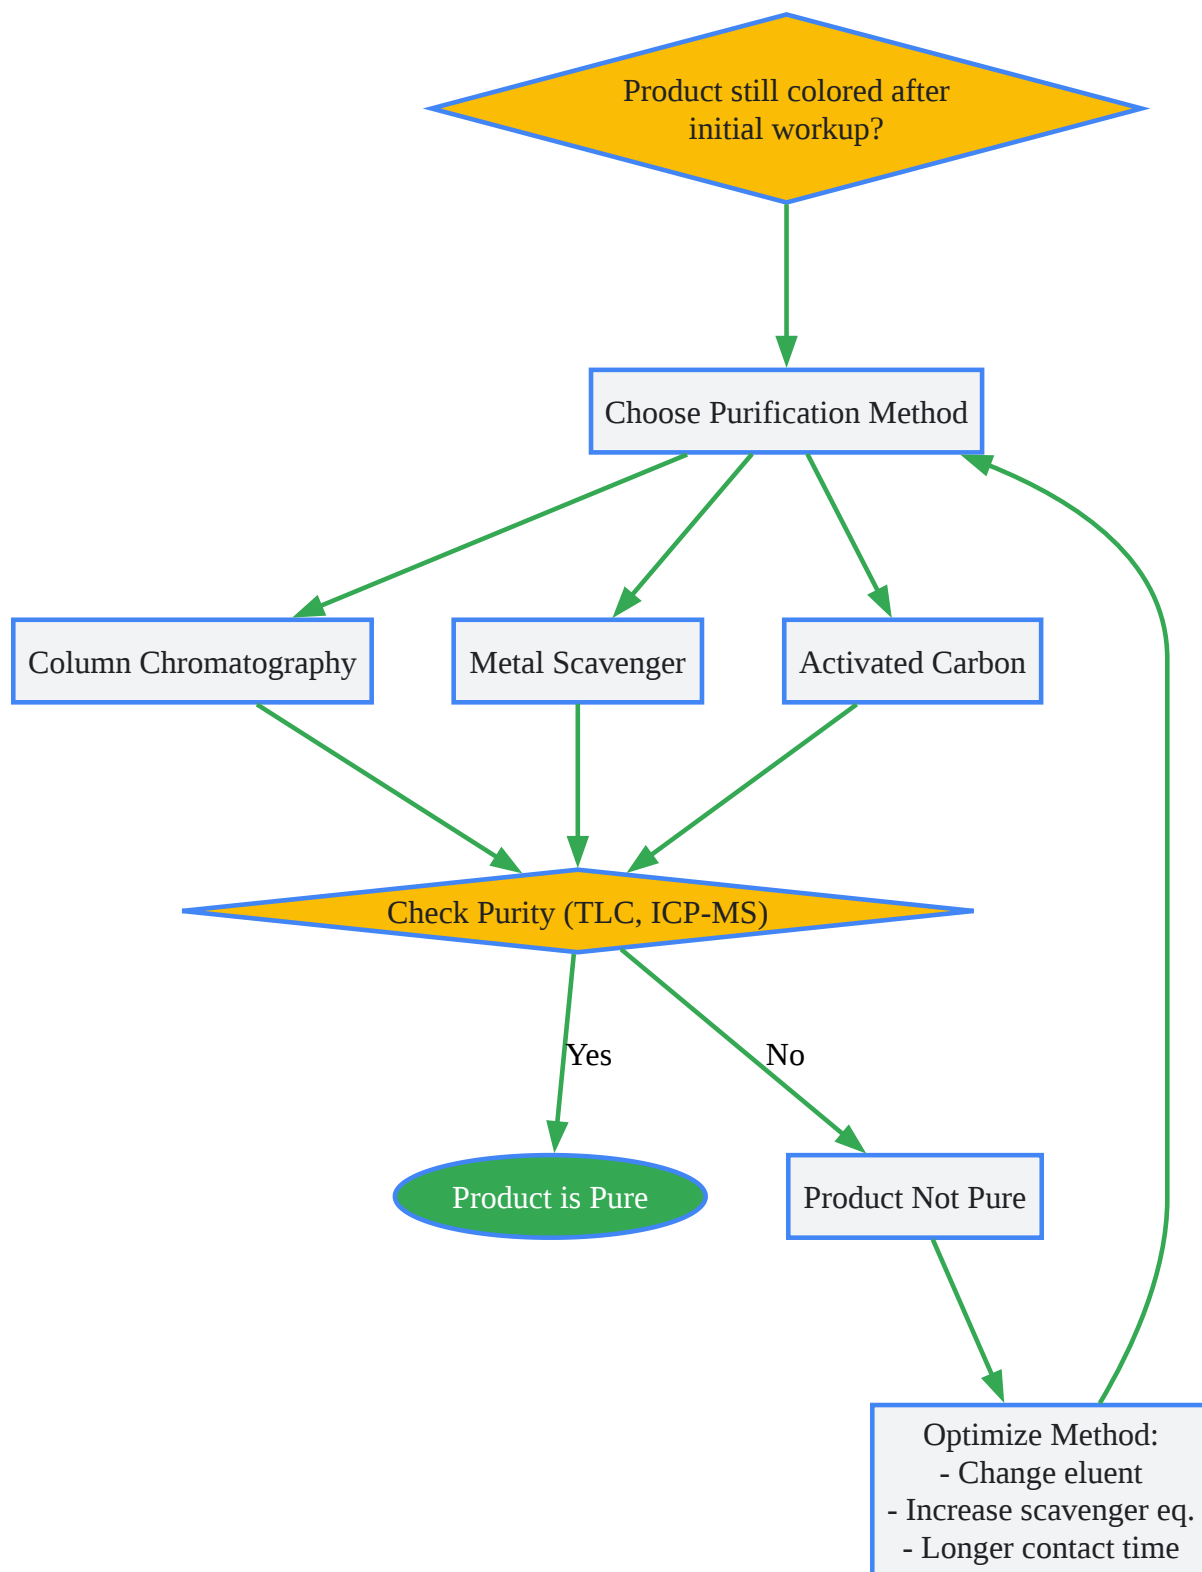 Product still colored after
initial workup?
Choose Purification Method
Column Chromatography
Metal Scavenger
Activated Carbon
Check Purity (TLC, ICP-MS)
Yes
No
Product is Pure
Product Not Pure
Optimize Method:
- Change eluent
- Increase scavenger eq.
- Longer contact time